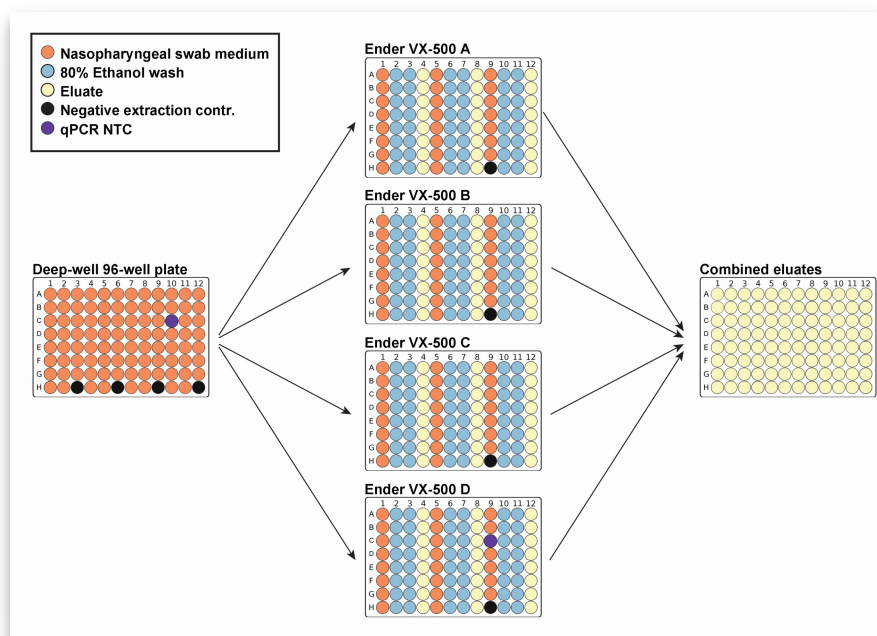 Nasopharyngeal swab medium
80% Ethanol wash
Eluate
Negative extraction contr.
qPCR NTC
Ender VX-500 A
1 2 3 4 5 6 7 8 9 10 11 12
A
B
C
D
E
F
G
H
Ender VX-500 B
1 2 3 4 5 6 7 8 9 10 11 12
A
B
C
D
E
F
G
H
Deep-well 96-well plate
1 2 3 4 5 6 7 8 9 10 11 12
A
B
C
D
E
F
G
H
Combined eluates
1 2 3 4 5 6 7 8 9 10 11 12
A
B
C
D
E
F
G
H
Ender VX-500 C
1 2 3 4 5 6 7 8 9 10 11 12
A
B
C
D
E
F
G
H
Ender VX-500 D
1 2 3 4 5 6 7 8 9 10 11 12
A
B
C
D
E
F
G
H